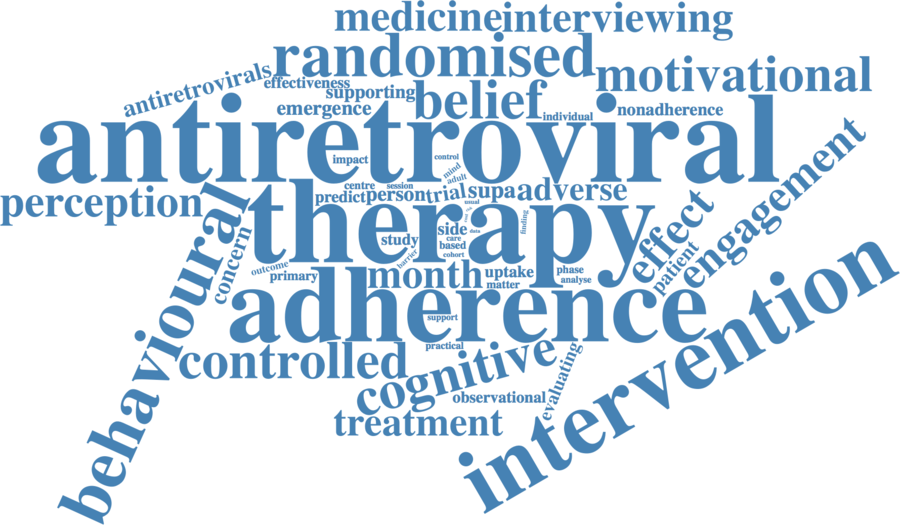 medicine interviewing
randomised
motivational
antiretrovirals
effectiveness
supporting
belief
emergence
individual
nonadherence
antiretroviral
impact
control
mind
adult
engagement
perception
centre
session
predict
person
trial
supa
adverse
usual
therapy
behavioural
concern
study
side
care
based
data
finding
effect
patient
barrier
cohort
outcome
primary
month
uptake
matter
phase
analyse
intervention
adherence
support
practical
controlled
cognitive
evaluating
observational
treatment